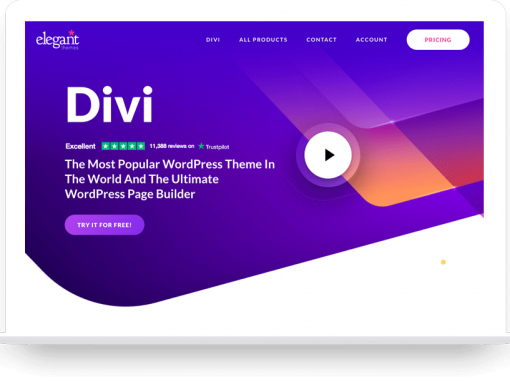 elegant
themes
DIVI
ALL PRODUCTS
CONTACT
ACCOUNT
PRICING
Divi
Excellent 11,388 reviews on Trustpilot
The Most Popular WordPress Theme In
The World And The Ultimate
WordPress Page Builder
TRY IT FOR FREE!